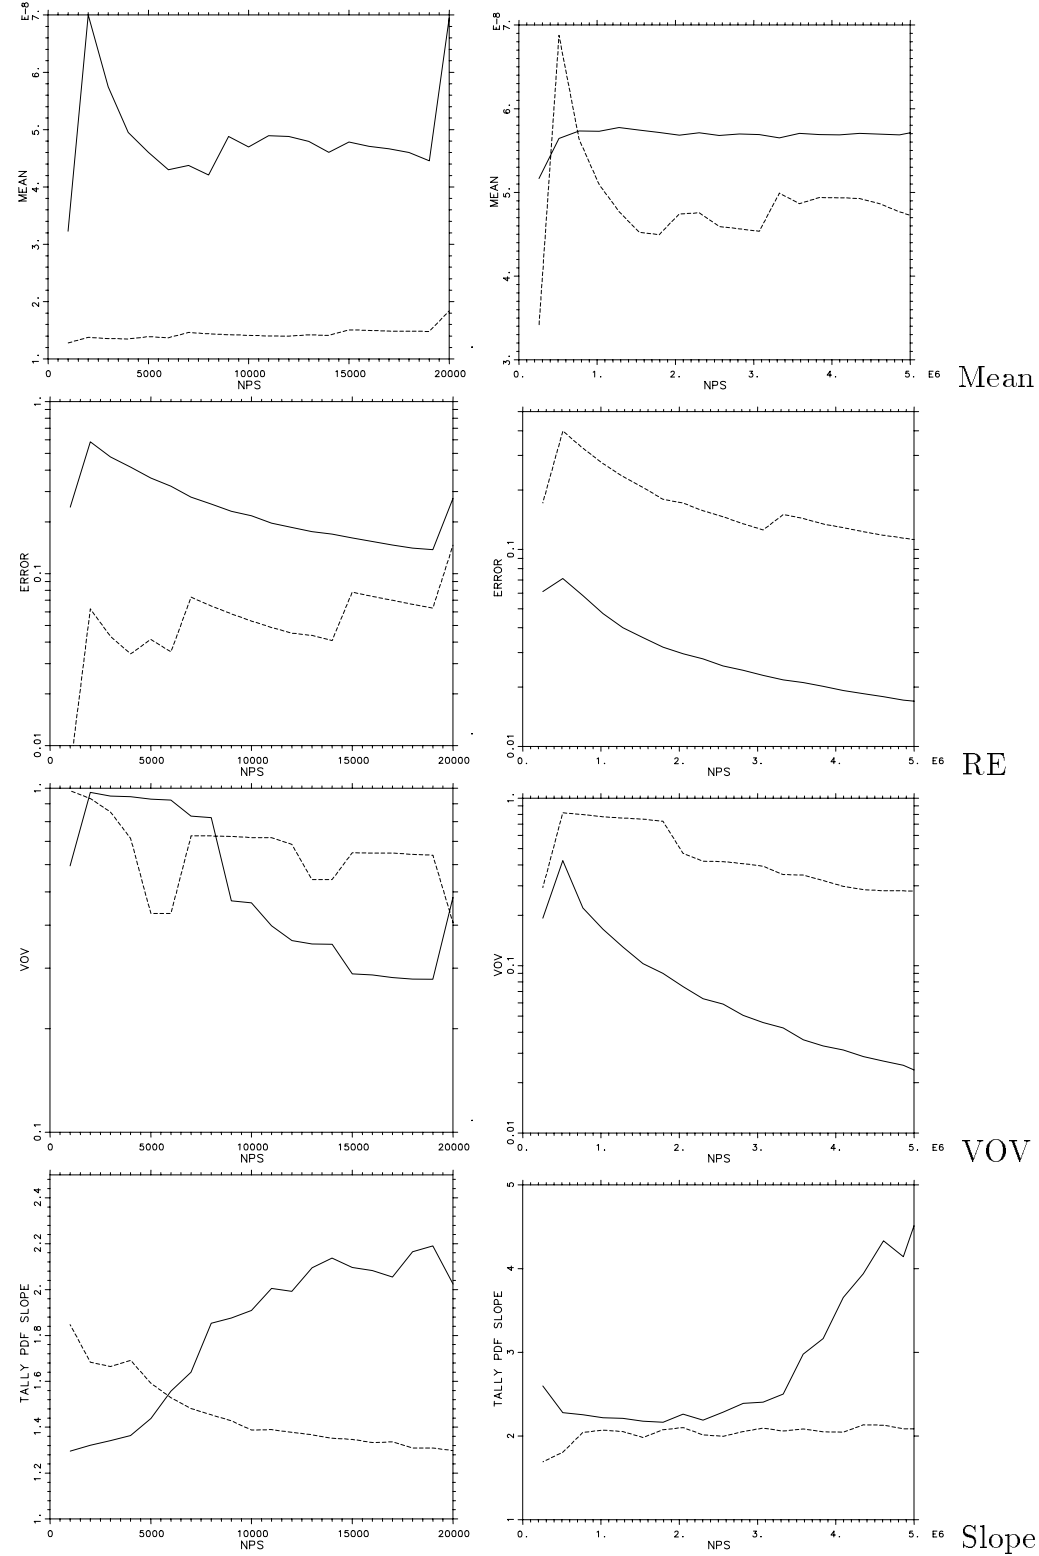 E-8
7.
6.
5.
4.
3.
2.
1.
MEAN
0 5000 10000 15000 20000
NPS
E-8
7.
6.
5.
4.
3.
MEAN
0. 1. 2. 3. 4. 5. E6
NPS
Mean
1.
0.1
0.01
ERROR
0 5000 10000 15000 20000
NPS
0.1
0.01
ERROR
0. 1. 2. 3. 4. 5. E6
NPS
RE
1.
0.1
VOV
0 5000 10000 15000 20000
NPS
1.
0.1
0.01
VOV
0. 1. 2. 3. 4. 5. E6
NPS
VOV
2.4
2.2
2.
1.8
1.6
1.4
1.2
1.
TALLY PDF SLOPE
0 5000 10000 15000 20000
NPS
5
4
3
2
1
TALLY PDF SLOPE
0. 1. 2. 3. 4. 5. E6
NPS
Slope